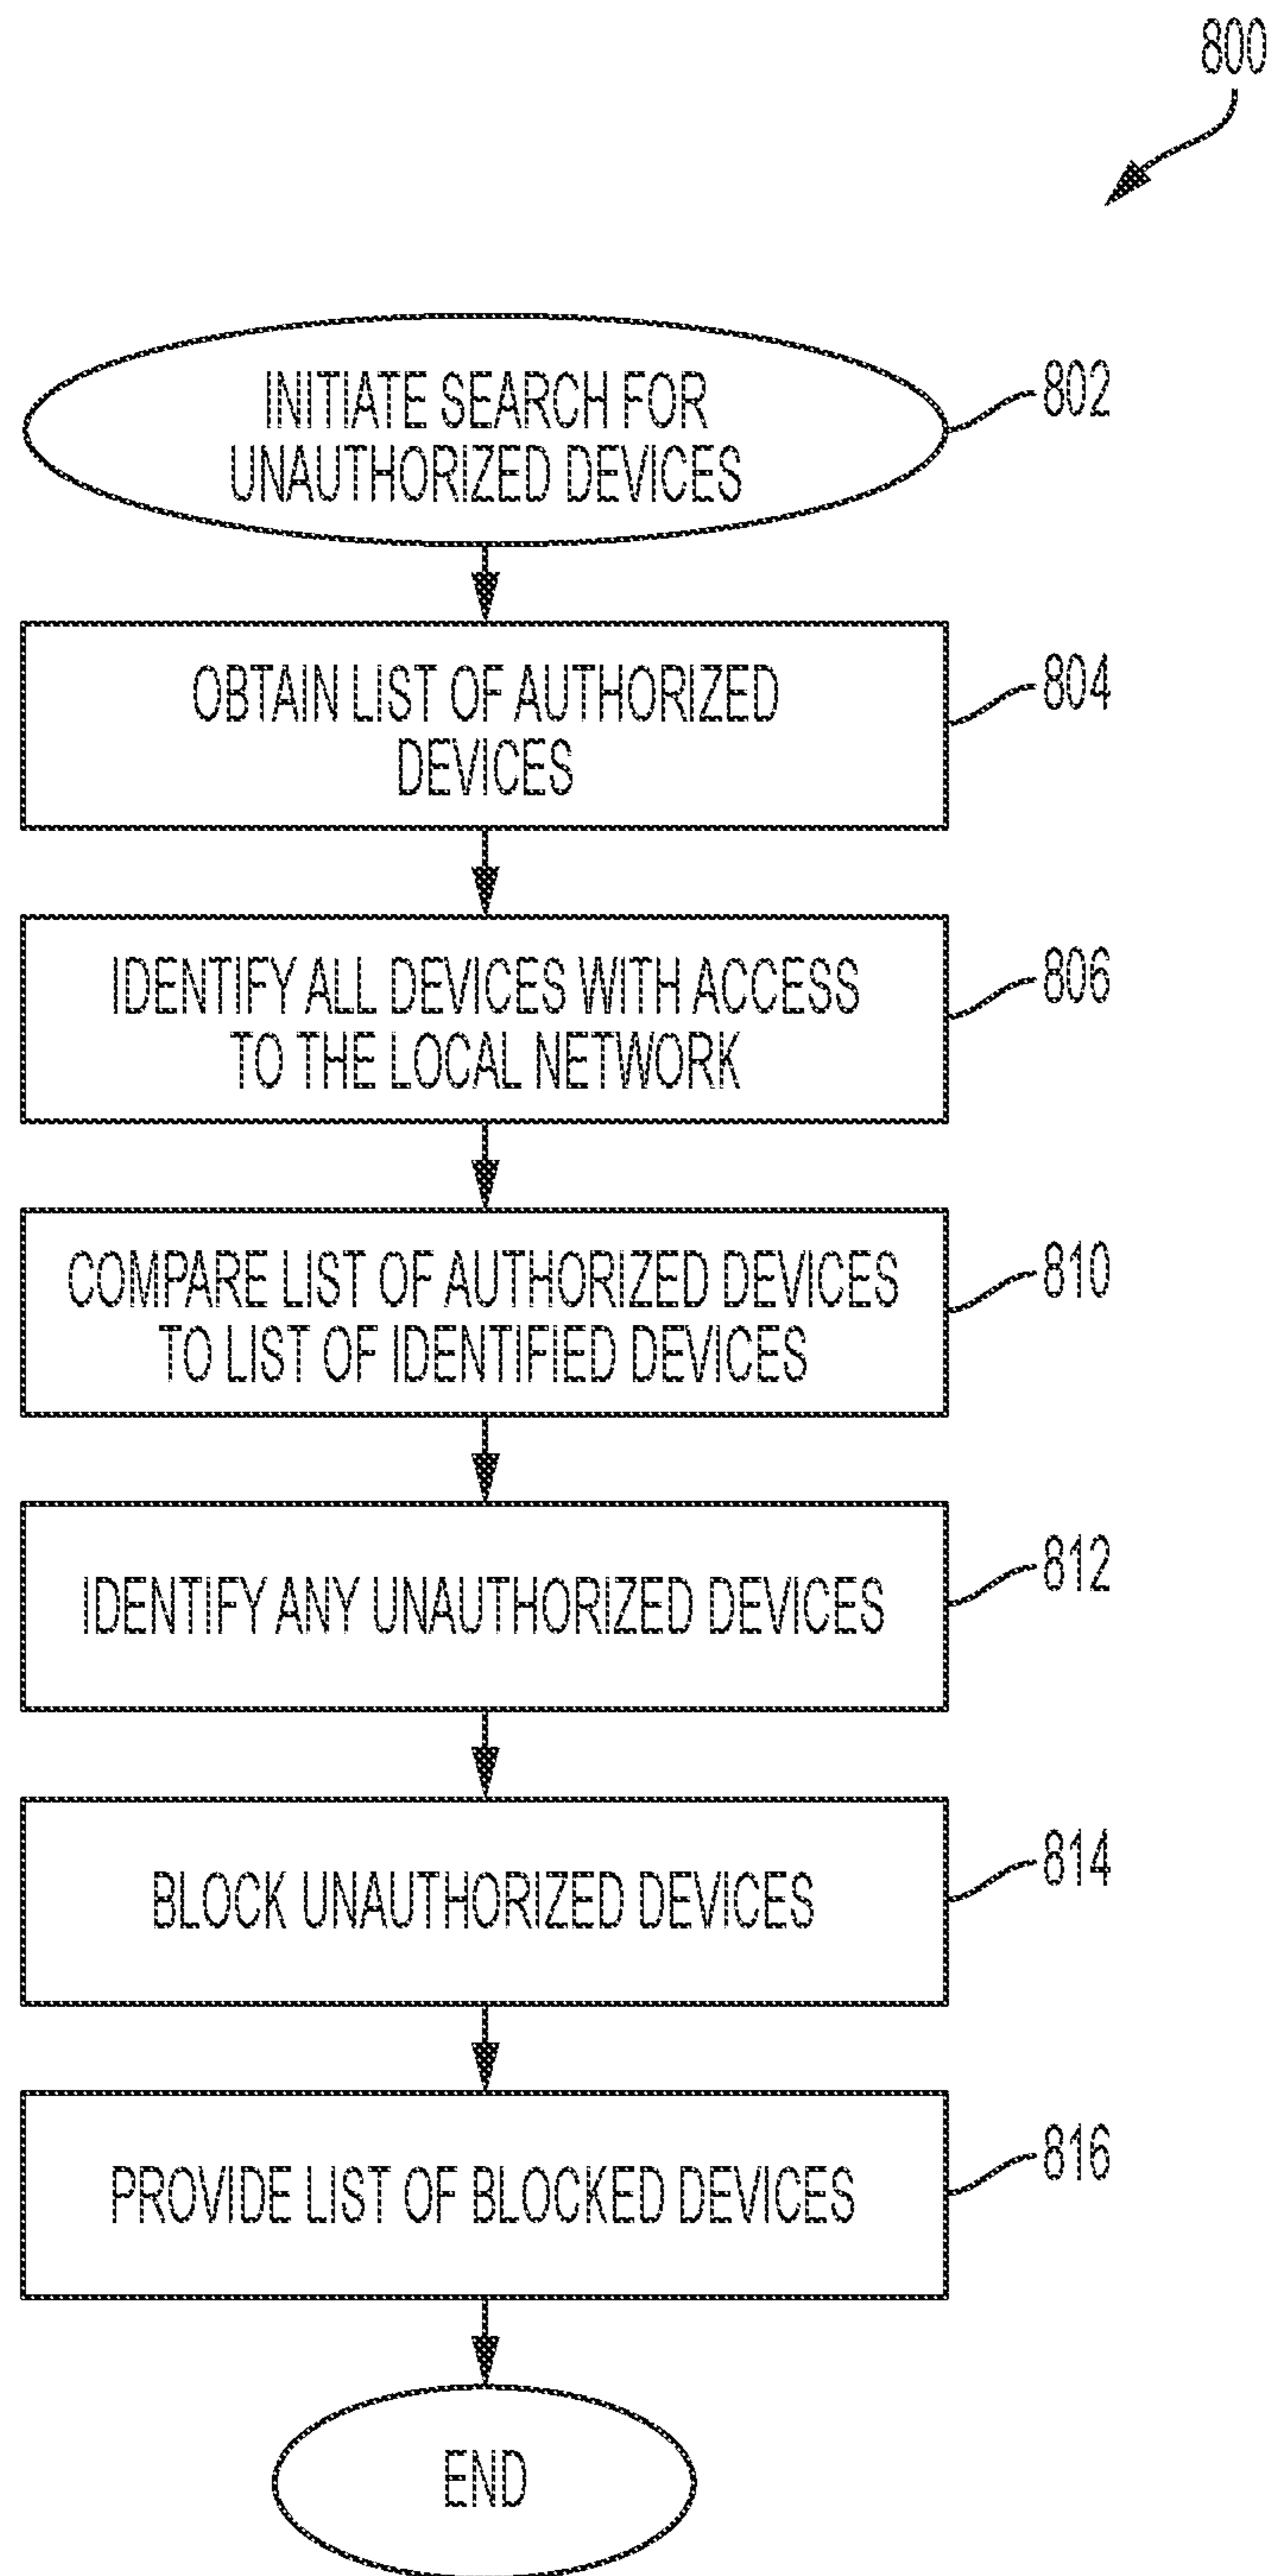 800
INITIATE SEARCH FOR
UNAUTHORIZED DEVICES
802
OBTAIN LIST OF AUTHORIZED
DEVICES
804
IDENTIFY ALL DEVICES WITH ACCESS
TO THE LOCAL NETWORK
806
COMPARE LIST OF AUTHORIZED DEVICES
TO LIST OF IDENTIFIED DEVICES
810
IDENTIFY ANY UNAUTHORIZED DEVICES
812
BLOCK UNAUTHORIZED DEVICES
814
PROVIDE LIST OF BLOCKED DEVICES
816
END